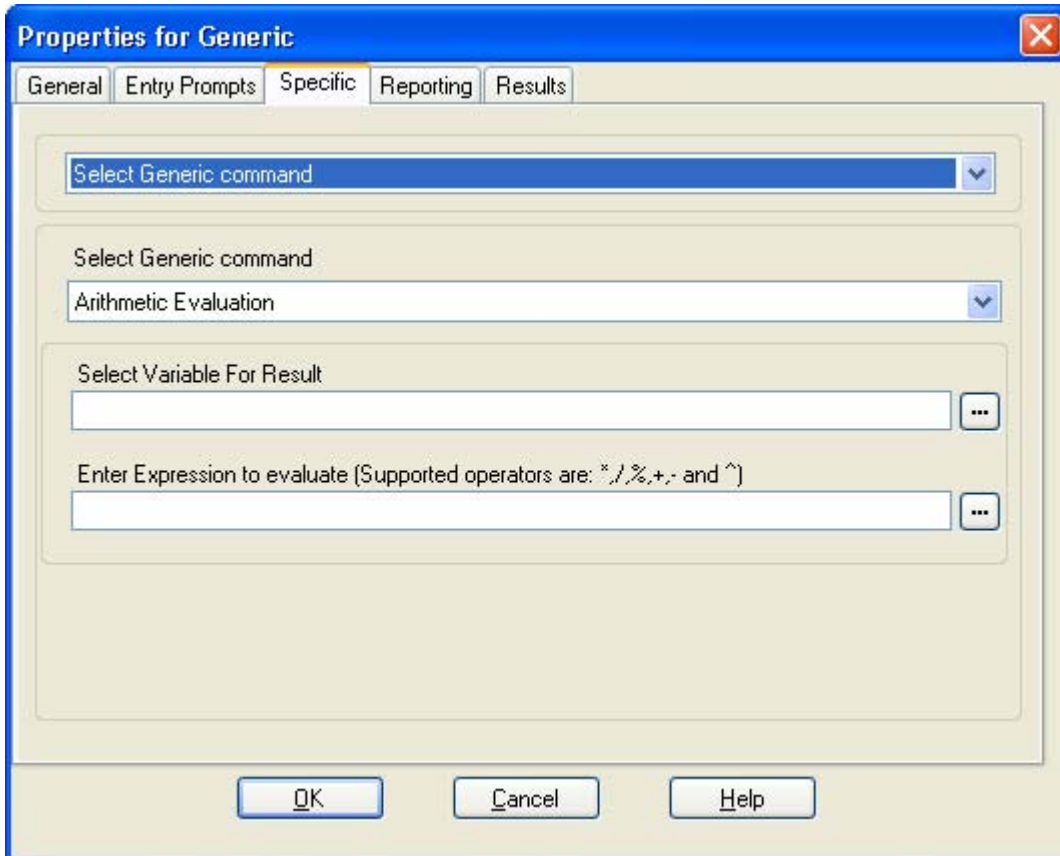 Properties for Generic
General Entry Prompts Specific Reporting Results
Select Generic command
Select Generic command
Arithmetic Evaluation
Select Variable For Result
...
Enter Expression to evaluate (Supported operators are: *,/,%,+,- and ^)
...
OK Cancel Help